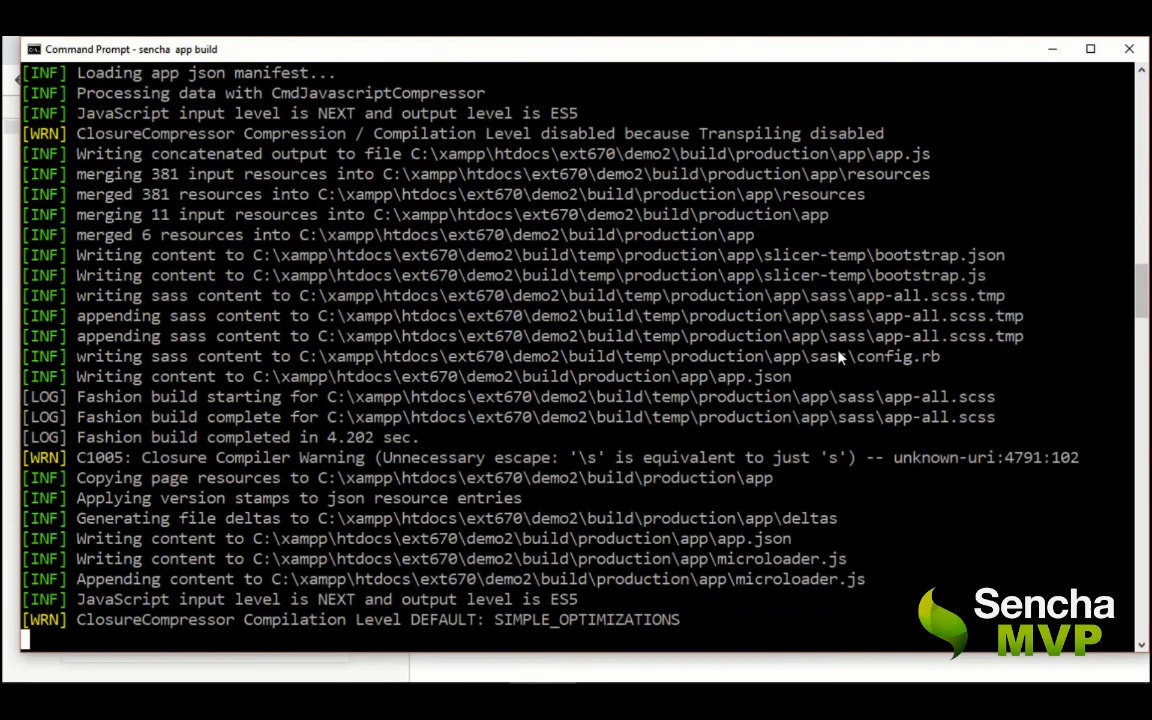 Command Prompt - sencha  app build
[INF] Loading app json manifest...
[INF] Processing data with CmdJavascriptCompressor
[INF] JavaScript input level is NEXT and output level is ES5
[WRN] ClosureCompressor Compression / Compilation Level disabled because Transpiling disabled
[INF] Writing concatenated output to file C:\xampp\htdocs\ext670\demo2\build\production\app\app.js
[INF] merging 381 input resources into C:\xampp\htdocs\ext670\demo2\build\production\app\resources
[INF] merged 381 resources into C:\xampp\htdocs\ext670\demo2\build\production\app\resources
[INF] merging 11 input resources into C:\xampp\htdocs\ext670\demo2\build\production\app
[INF] merged 6 resources into C:\xampp\htdocs\ext670\demo2\build\production\app
[INF] Writing content to C:\xampp\htdocs\ext670\demo2\build\temp\production\app\slicer-temp\bootstrap.json
[INF] Writing content to C:\xampp\htdocs\ext670\demo2\build\temp\production\app\slicer-temp\bootstrap.js
[INF] writing sass content to C:\xampp\htdocs\ext670\demo2\build\temp\production\app\sass\app-all.scss.tmp
[INF] appending sass content to C:\xampp\htdocs\ext670\demo2\build\temp\production\app\sass\app-all.scss.tmp
[INF] appending sass content to C:\xampp\htdocs\ext670\demo2\build\temp\production\app\sass\app-all.scss.tmp
[INF] writing sass content to C:\xampp\htdocs\ext670\demo2\build\temp\production\app\sass\config.rb
[INF] Writing content to C:\xampp\htdocs\ext670\demo2\build\production\app\app.json
[LOG] Fashion build starting for C:\xampp\htdocs\ext670\demo2\build\temp\production\app\sass\app-all.scss
[LOG] Fashion build complete for C:\xampp\htdocs\ext670\demo2\build\temp\production\app\sass\app-all.scss
[LOG] Fashion build completed in 4.202 sec.
[WRN] C1005: Closure Compiler Warning (Unnecessary escape: '\s' is equivalent to just 's') -- unknown-uri:4791:102
[INF] Copying page resources to C:\xampp\htdocs\ext670\demo2\build\production\app
[INF] Applying version stamps to json resource entries
[INF] Generating file deltas to C:\xampp\htdocs\ext670\demo2\build\production\app\deltas
[INF] Writing content to C:\xampp\htdocs\ext670\demo2\build\production\app\app.json
[INF] Writing content to C:\xampp\htdocs\ext670\demo2\build\production\app\microloader.js
[INF] Appending content to C:\xampp\htdocs\ext670\demo2\build\production\app\microloader.js
[INF] JavaScript input level is NEXT and output level is ES5
[WRN] ClosureCompressor Compilation Level DEFAULT: SIMPLE_OPTIMIZATIONS
Sencha
MVP